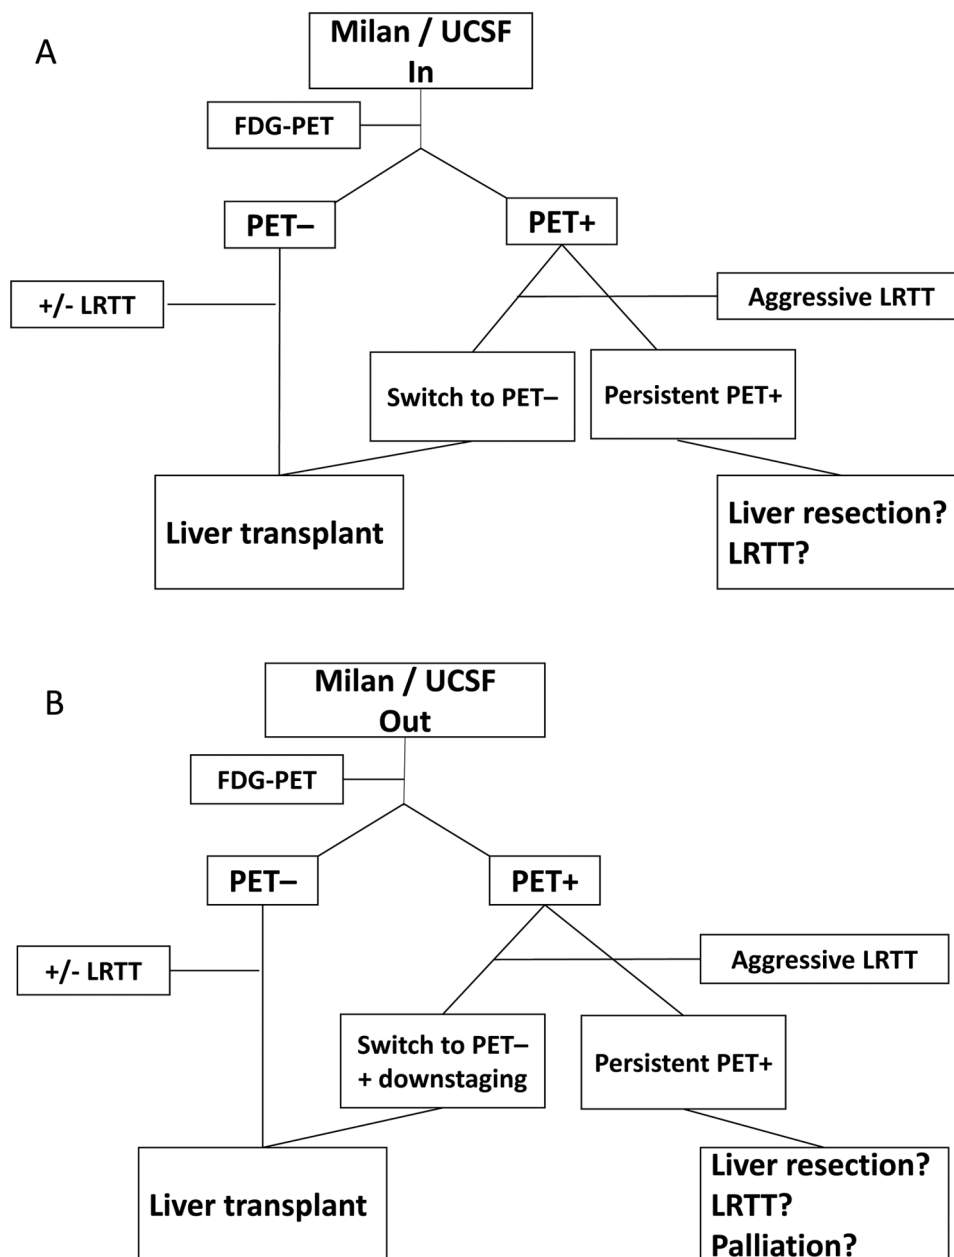 A
Milan / UCSF
In
FDG-PET
PET–
PET+
+/- LRTT
Aggressive LRTT
Switch to PET–
Persistent PET+
Liver transplant
Liver resection?
LRTT?
B
Milan / UCSF
Out
FDG-PET
PET–
PET+
+/- LRTT
Aggressive LRTT
Switch to PET–
+ downstaging
Persistent PET+
Liver transplant
Liver resection?
LRTT?
Palliation?